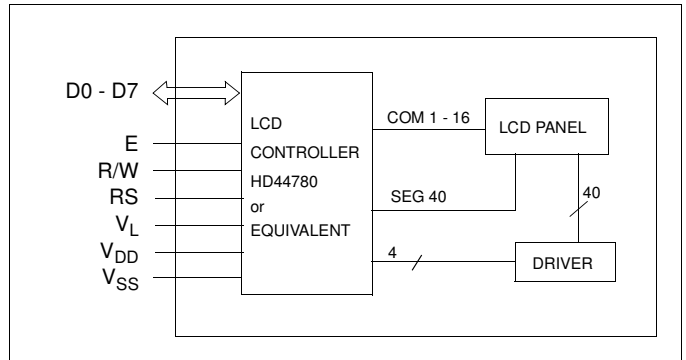 D0 - D7
E
R/W
RS
VL
VDD
VSS
LCD
CONTROLLER
HD44780
or
EQUIVALENT
COM 1 - 16
SEG 40
4
LCD PANEL
40
DRIVER